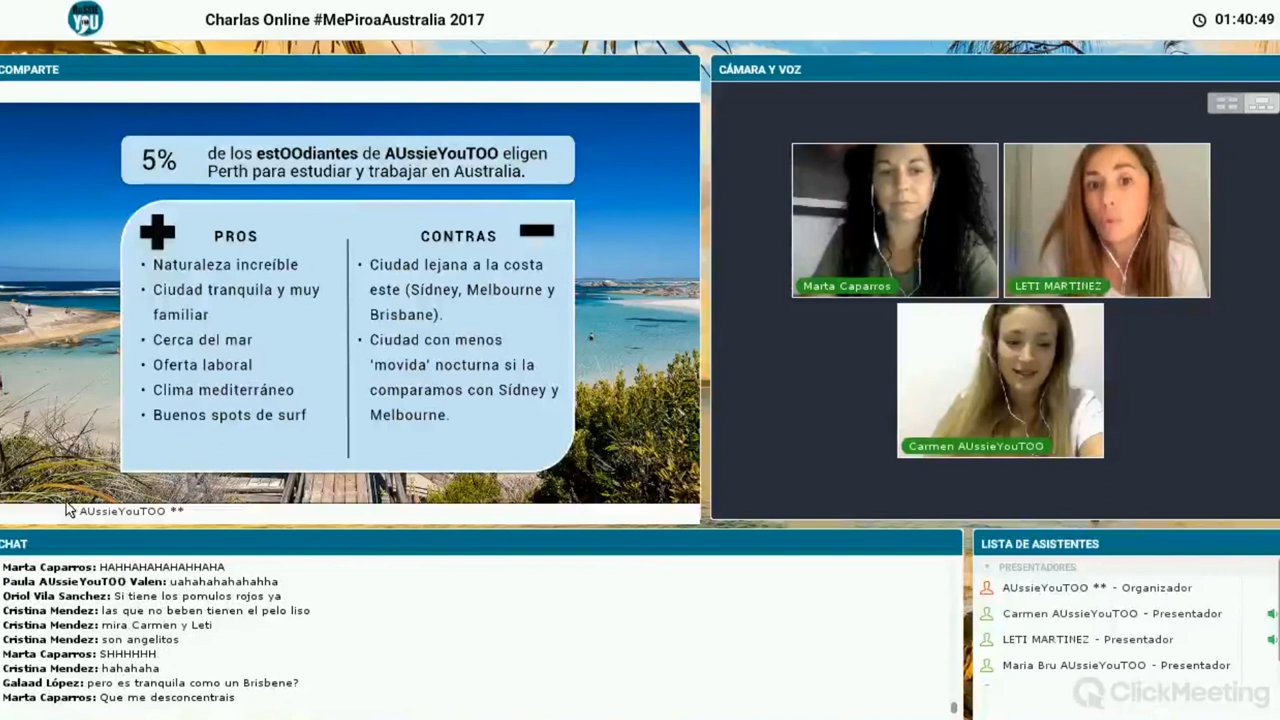 AUSSIE
YOU
Charlas Online #MePiroaAustralia 2017
01:40:49
COMPARTE
CÁMARA Y VOZ
5%
de los estOOdiantes de AUssieYouTOO eligen
Perth para estudiar y trabajar en Australia.
PROS
• Naturaleza increíble
• Ciudad tranquila y muy
familiar
• Cerca del mar
• Oferta laboral
• Clima mediterráneo
• Buenos spots de surf
CONTRAS
• Ciudad lejana a la costa
este (Sídney, Melbourne y
Brisbane).
• Ciudad con menos
'movida' nocturna si la
comparamos con Sídney y
Melbourne.
Marta Caparros
LETI MARTINEZ
Carmen AUssieYouTOO
AUssieYouTOO **
CHAT
Marta Caparros: HAHHAHAHAHAHHAHA
Paula AUssieYouTOO Valen: uahahahahahahha
Oriol Vila Sanchez: Si tiene los pomulos rojos ya
Cristina Mendez: las que no beben tienen el pelo liso
Cristina Mendez: mira Carmen y Leti
Cristina Mendez: son angelitos
Marta Caparros: SHHHHHH
Cristina Mendez: hahahaha
Galaad López: pero es tranquila como un Brisbene?
Marta Caparros: Que me desconcentrais
LISTA DE ASISTENTES
PRESENTADORES
AUssieYouTOO ** - Organizador
Carmen AUssieYouTOO - Presentador
LETI MARTINEZ - Presentador
Maria Bru AUssieYouTOO - Presentador
ClickMeeting